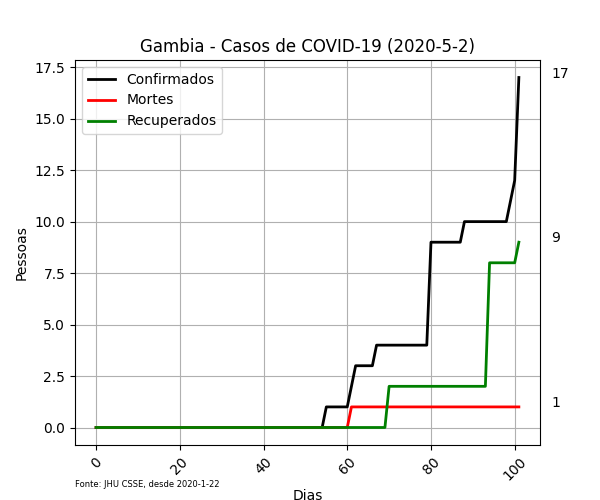 Gambia - Casos de COVID-19 (2020-5-2)
Confirmados
Mortes
Recuperados
17.5
15.0
12.5
10.0
7.5
5.0
2.5
0.0
Pessoas
17
9
1
0
20
40
60
80
100
Fonte: JHU CSSE, desde 2020-1-22
Dias